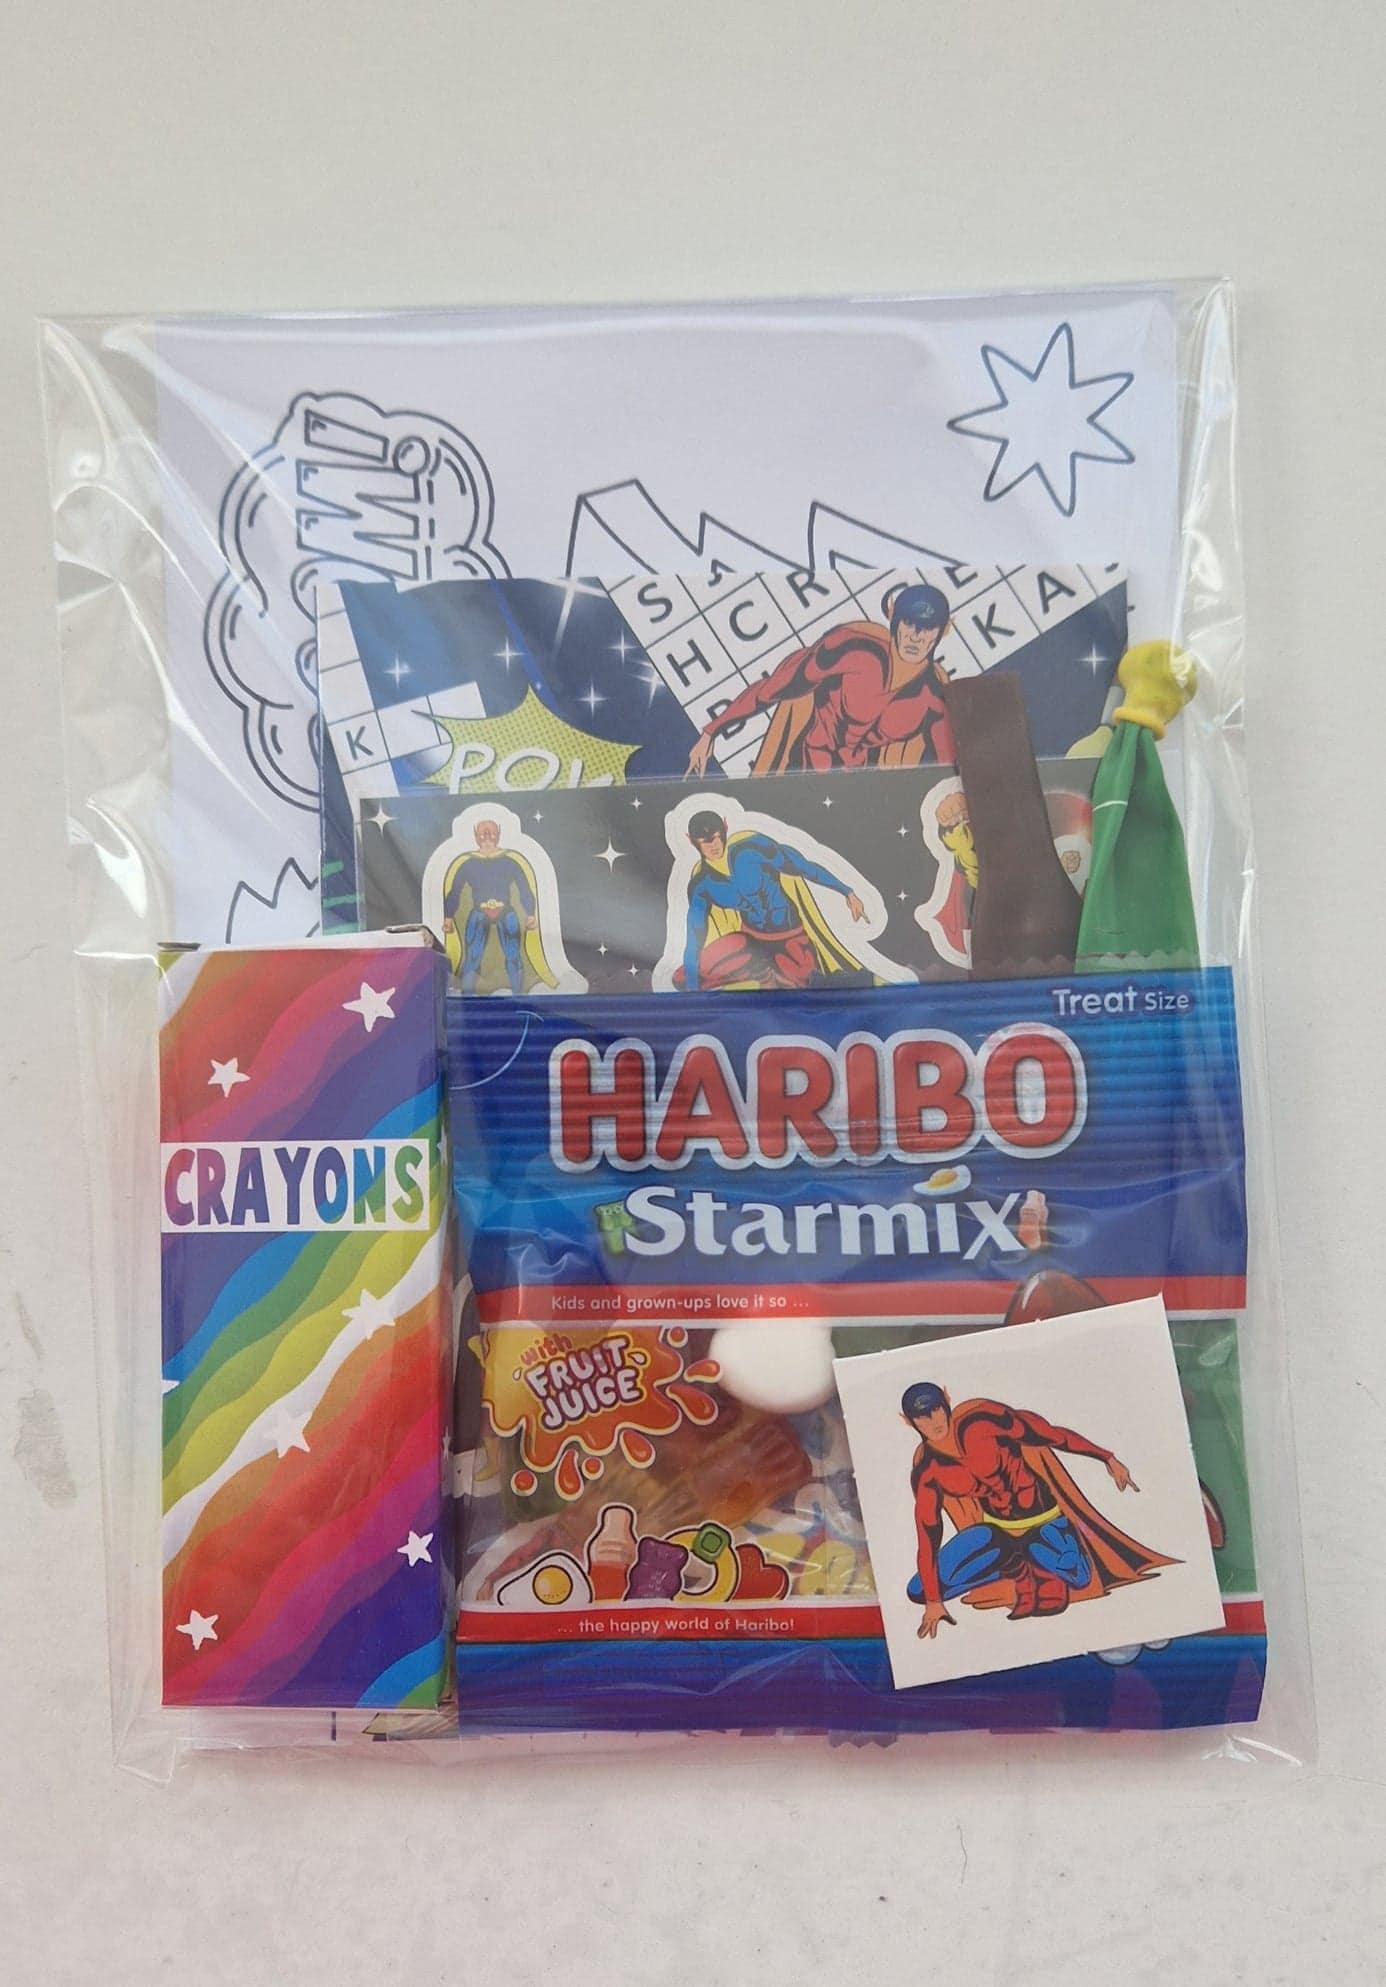 S
C
R
H
K
A
B
K
POW
CRAYONS
Treat Size
HARIBO
Starmix
Kids and grown-ups love it so ...
with
FRUIT
JUICE
... the happy world of Haribo!